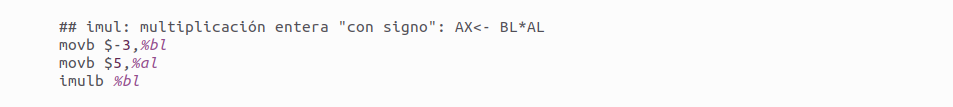 ## imul: multiplicación entera "con signo": AX<- BL*AL
movb $-3,%bl
movb $5,%al
imulb %bl